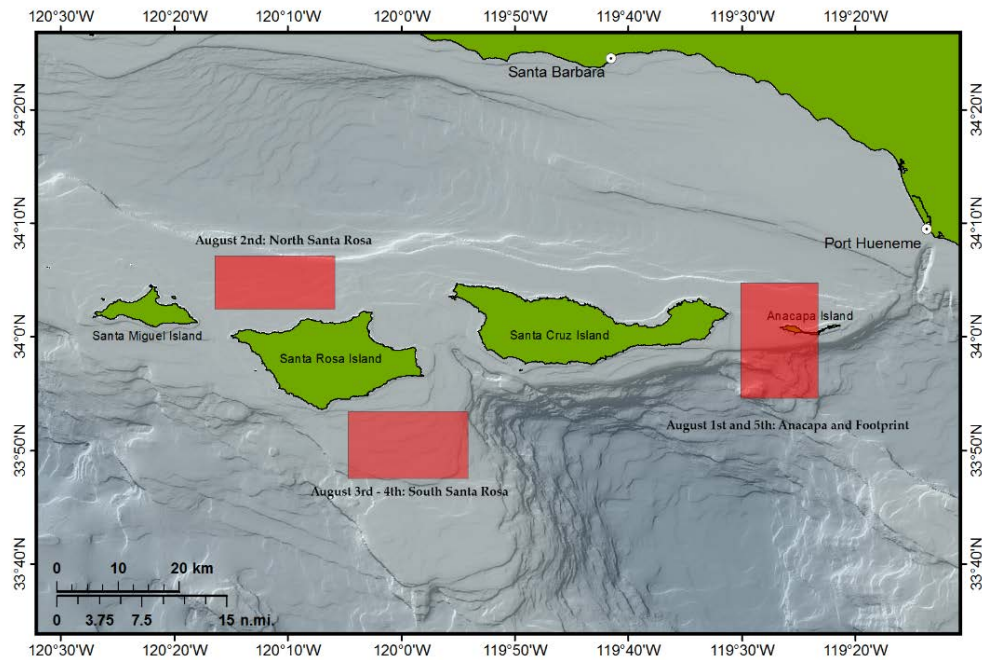 120°30'W 120°20'W 120°10'W 120°0'W 119°50'W 119°40'W 119°30'W 119°20'W
Santa Barbara
34°20'N 34°20'N
34°10'N 34°10'N
August 2nd: North Santa Rosa
Port Hueneme
Anacapa Island
Santa Miguel Island
Santa Cruz Island
34°0'N 34°0'N
Santa Rosa Island
August 1st and 5th: Anacapa and Footprint
33°50'N 33°50'N
August 3rd - 4th: South Santa Rosa
33°40'N 33°40'N
0 10 20 km
0 3.75 7.5 15 n.mi.
120°30'W 120°20'W 120°10'W 120°0'W 119°50'W 119°40'W 119°30'W 119°20'W